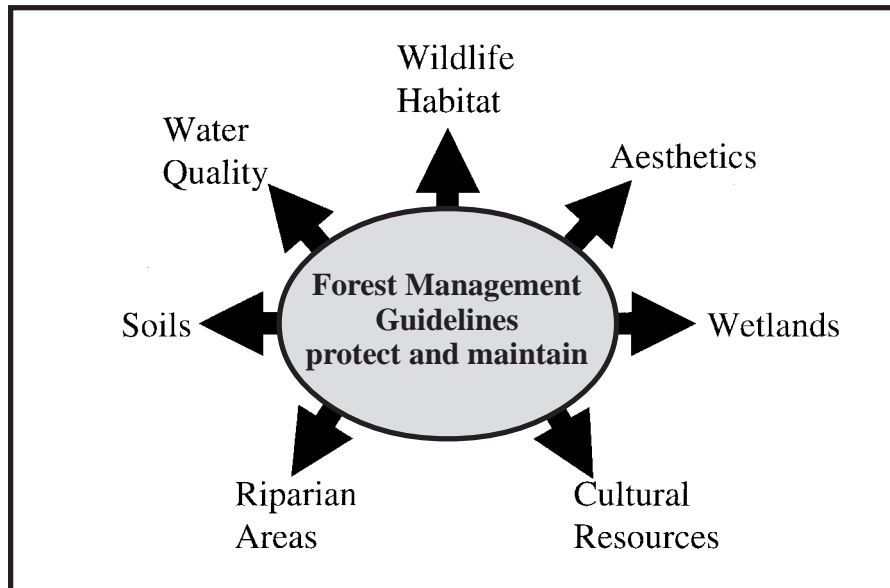 Wildlife
Habitat
Water
Quality
Aesthetics
Forest Management
Guidelines
protect and maintain
Soils
Wetlands
Riparian
Areas
Cultural
Resources